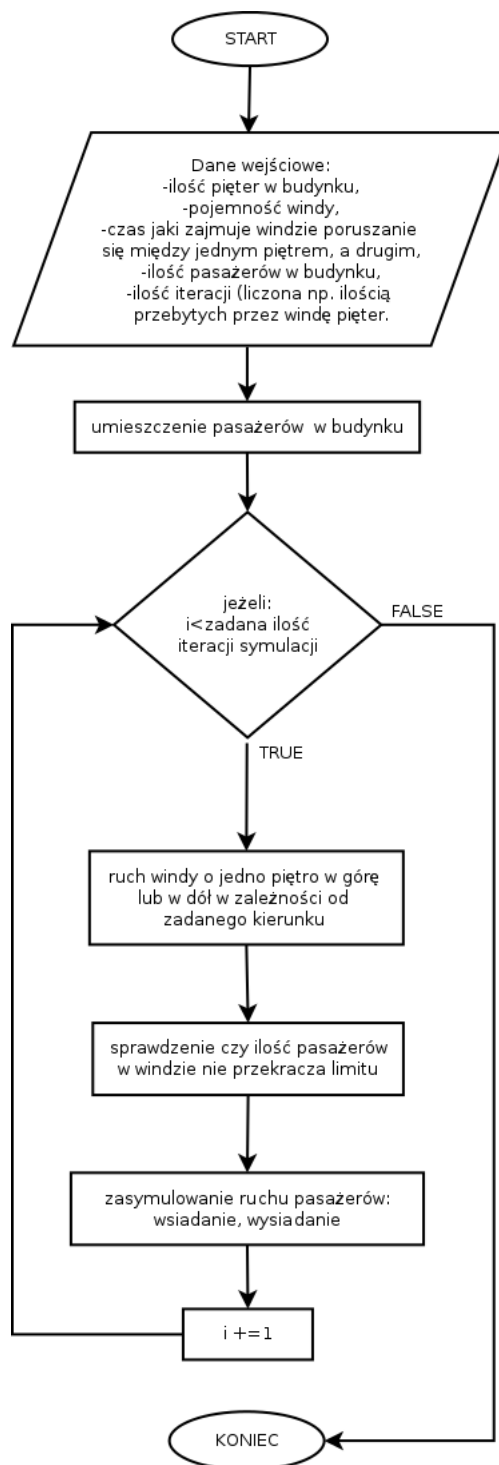 START
Dane wejściowe:
-ilość pięter w budynku,
-pojemność windy,
-czas jaki zajmuje windzie poruszanie
się między jednym piętrem, a drugim,
-ilość pasażerów w budynku,
-ilość iteracji (liczona np. ilością
przebytych przez windę pięter.
umieszczenie pasażerów w budynku
jeżeli:
i<zadana ilość
iteracji symulacji
FALSE
TRUE
ruch windy o jedno piętro w górę
lub w dół w zależności od
zadanego kierunku
sprawdzenie czy ilość pasażerów
w windzie nie przekracza limitu
zasymulowanie ruchu pasażerów:
wsiadanie, wysiadanie
i +=1
KONIEC